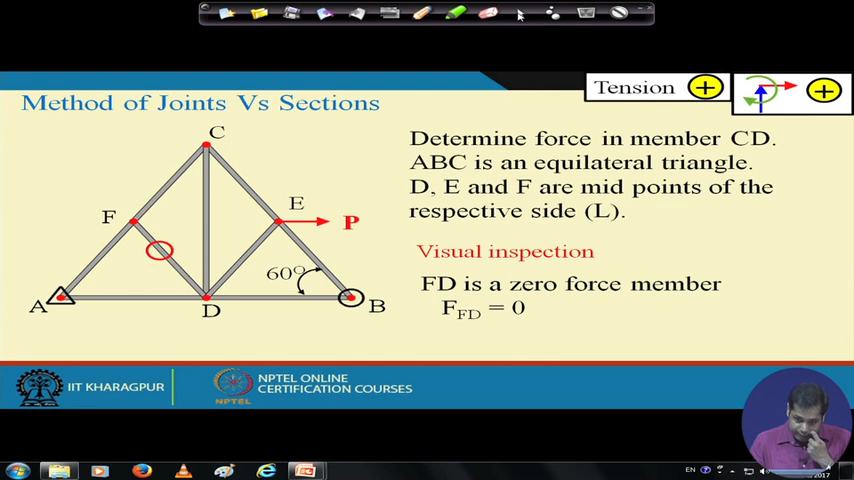 Method of Joints Vs Sections
Tension +
+
C
F
E
P
60°
A
D
B
Determine force in member CD.
ABC is an equilateral triangle.
D, E and F are mid points of the
respective side (L).
Visual inspection
FD is a zero force member
F_FD = 0
IIT KHARAGPUR
NPTEL
NPTEL ONLINE
CERTIFICATION COURSES
EN